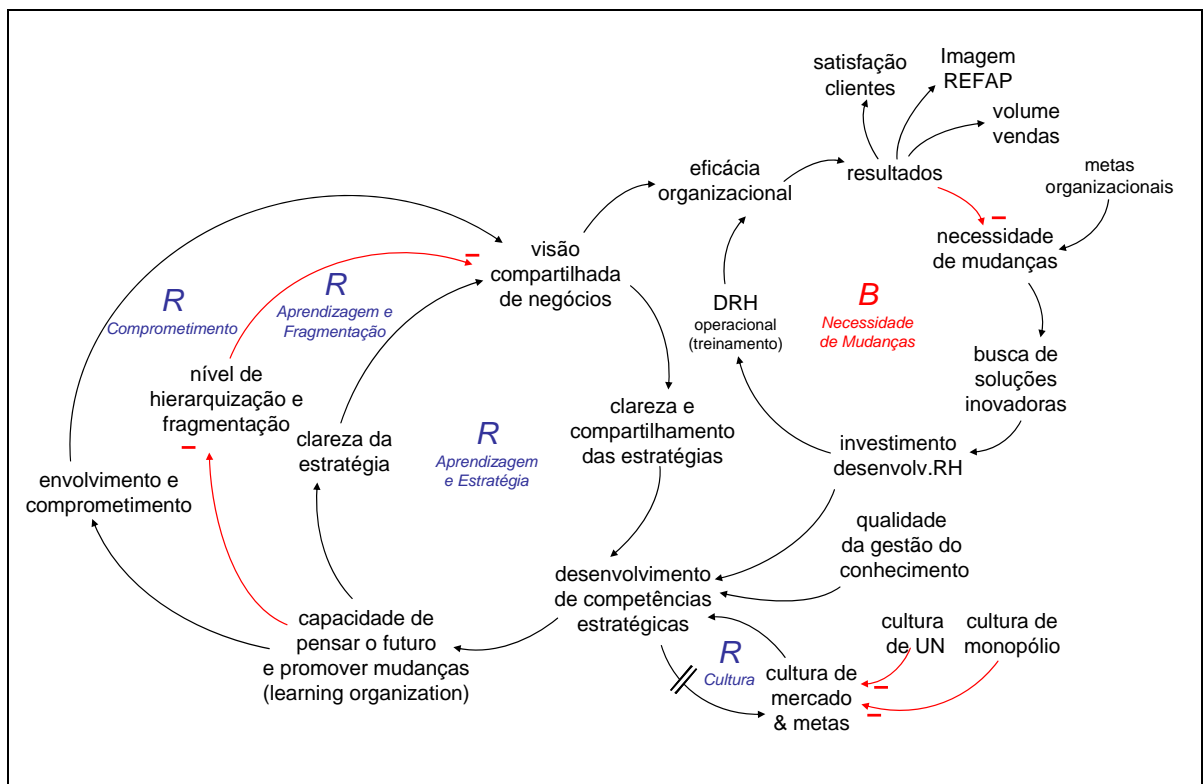 satisfação
clientes
Imagem
REFAP
volume
vendas
metas
organizacionais
eficácia
organizacional
resultados
–
necessidade
de mudanças
–
visão
compartilhada
de negócios
R
Comprometimento
R
Aprendizagem e
Fragmentação
DRH
operacional
(treinamento)
B
Necessidade
de Mudanças
busca de
soluções
inovadoras
nível de
hierarquização e
fragmentação
–
clareza da
estratégia
R
Aprendizagem
e Estratégia
clareza e
compartilhamento
das estratégias
investimento
desenvolv.RH
envolvimento e
comprometimento
qualidade
da gestão do
conhecimento
desenvolvimento
de competências
estratégicas
capacidade de
pensar o futuro
e promover mudanças
(learning organization)
R
Cultura
cultura de
mercado
& metas
cultura
de UN
cultura de
monopólio
–
–